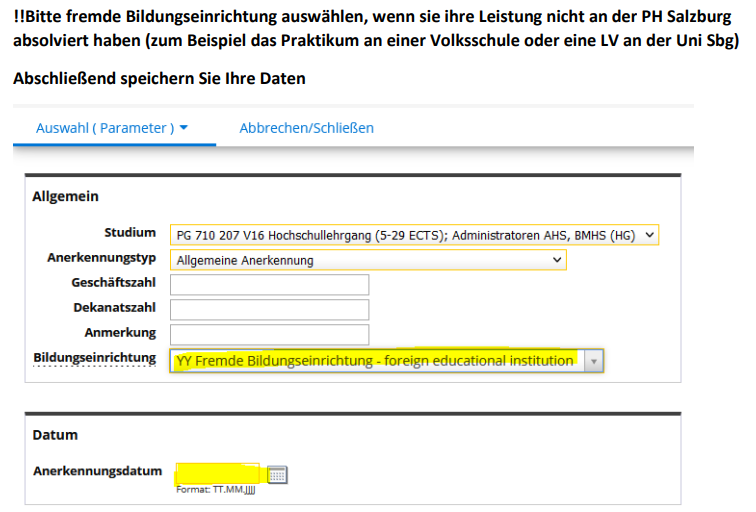 !!Bitte fremde Bildungseinrichtung auswählen, wenn sie ihre Leistung nicht an der PH Salzburg
absolviert haben (zum Beispiel das Praktikum an einer Volksschule oder eine LV an der Uni Sbg)
Abschließend speichern Sie Ihre Daten
Auswahl ( Parameter ) Abbrechen/Schließen
Allgemein
Studium PG 710 207 V16 Hochschullehrgang (5-29 ECTS); Administratoren AHS, BMHS (HG)
Anerkennungstyp Allgemeine Anerkennung
Geschäftszahl
Dekanatszahl
Anmerkung
Bildungseinrichtung YY Fremde Bildungseinrichtung - foreign educational institution
Datum
Anerkennungsdatum
Format: TT.MM.JJJJ